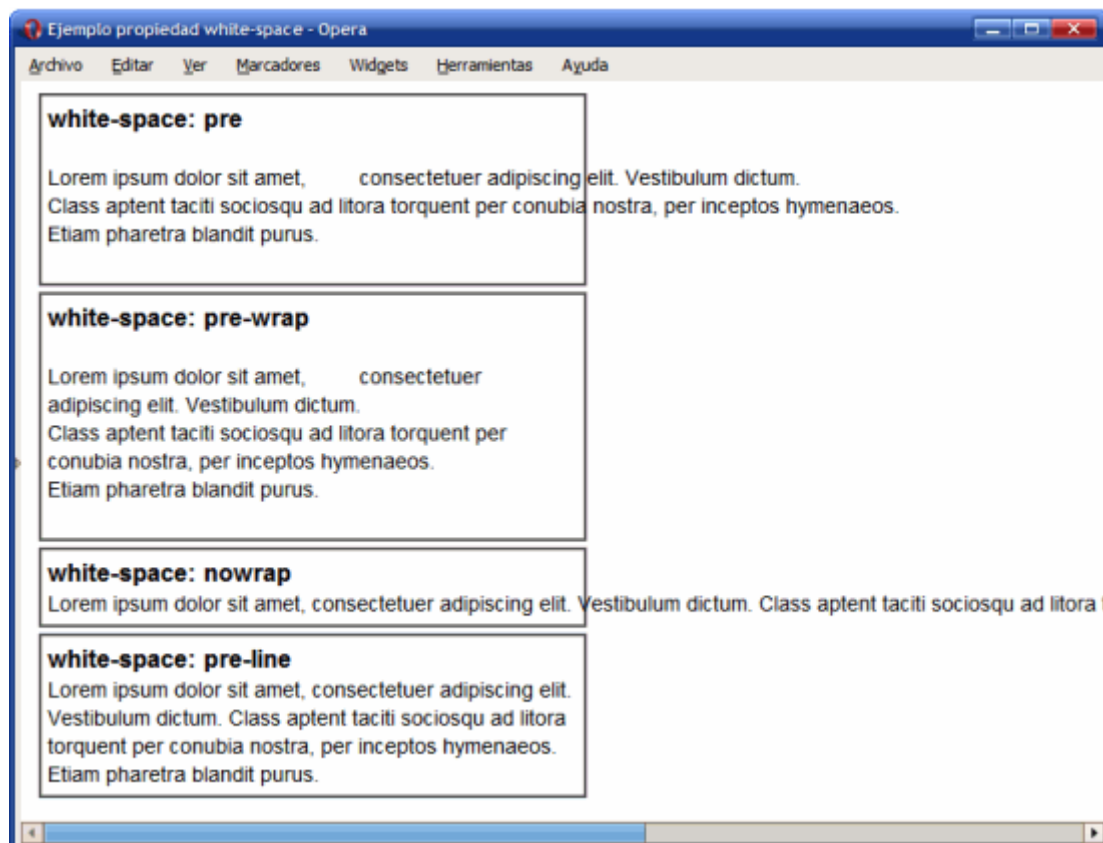 Ejemplo propiedad white-space - Opera
Archivo Editar Ver Marcadores Widgets Herramientas Ayuda
white-space: pre
Lorem ipsum dolor sit amet, consectetuer adipiscing elit. Vestibulum dictum.
Class aptent taciti sociosqu ad litora torquent per conubia nostra, per inceptos hymenaeos.
Etiam pharetra blandit purus.
white-space: pre-wrap
Lorem ipsum dolor sit amet, consectetuer
adipiscing elit. Vestibulum dictum.
Class aptent taciti sociosqu ad litora torquent per
conubia nostra, per inceptos hymenaeos.
Etiam pharetra blandit purus.
white-space: nowrap
Lorem ipsum dolor sit amet, consectetuer adipiscing elit. Vestibulum dictum. Class aptent taciti sociosqu ad litora
white-space: pre-line
Lorem ipsum dolor sit amet, consectetuer adipiscing elit.
Vestibulum dictum. Class aptent taciti sociosqu ad litora
torquent per conubia nostra, per inceptos hymenaeos.
Etiam pharetra blandit purus.